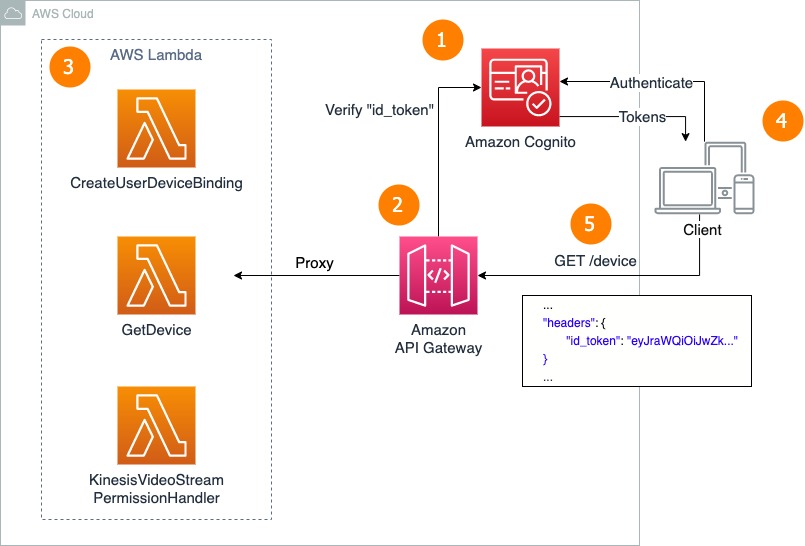 AWS Cloud
3
AWS Lambda
CreateUserDeviceBinding
GetDevice
KinesisVideoStream
PermissionHandler
1
Verify "id_token"
Amazon Cognito
Authenticate
Tokens
4
Client
2
5
GET /device
Proxy
Amazon
API Gateway
...
"headers": {
"id_token": "eyJraWQiOiJwZk..."
}
...